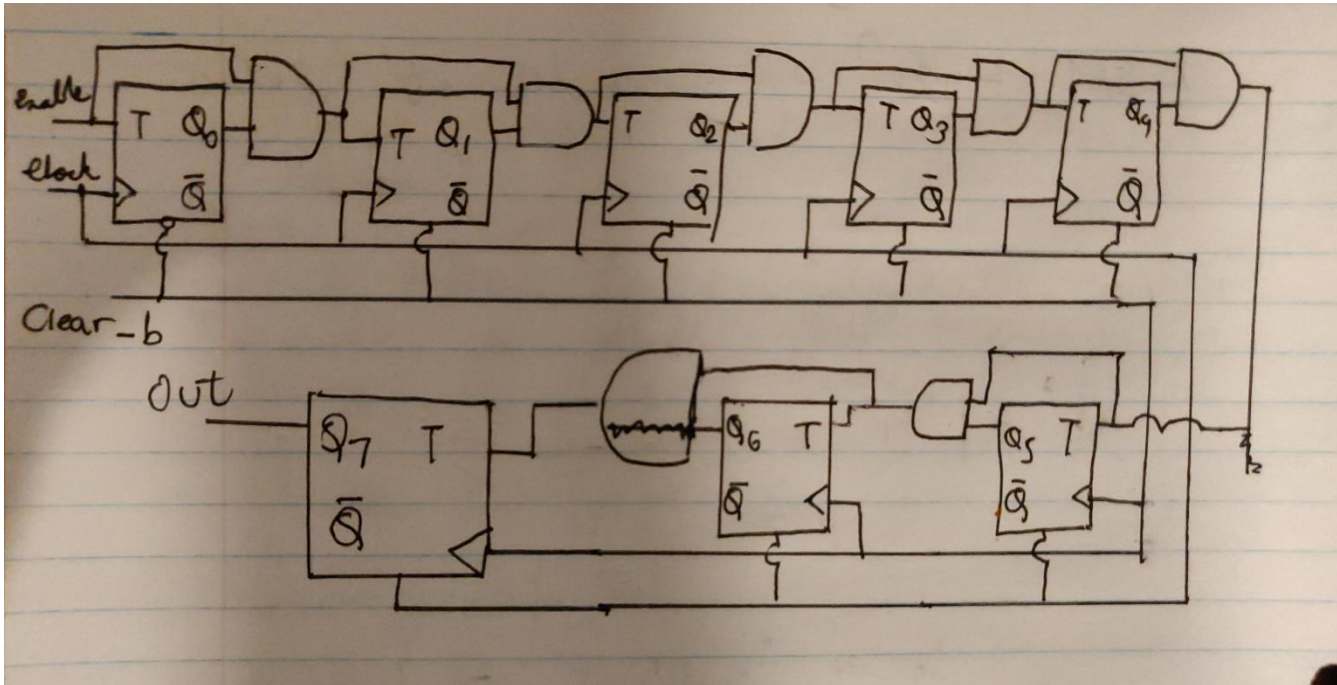 Enable
T Q0 T Q1 T Q2 T Q3 T Q4
Clock
Q̅ Q̅ Q̅ Q̅ Q̅
Clear_b
Out
Q7 T Q6 T Q5 T
Q̅ Q̅ Q̅